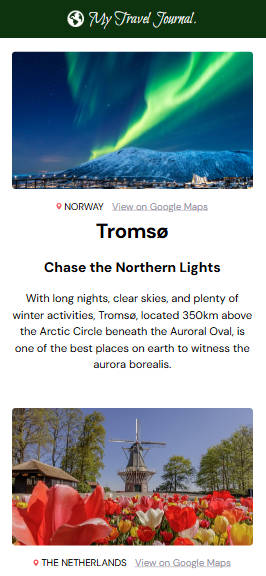 My Travel Journal.
NORWAY View on Google Maps
Tromsø
Chase the Northern Lights
With long nights, clear skies, and plenty of
winter activities, Tromsø, located 350km above
the Arctic Circle beneath the Auroral Oval, is
one of the best places on earth to witness the
aurora borealis.
THE NETHERLANDS View on Google Maps